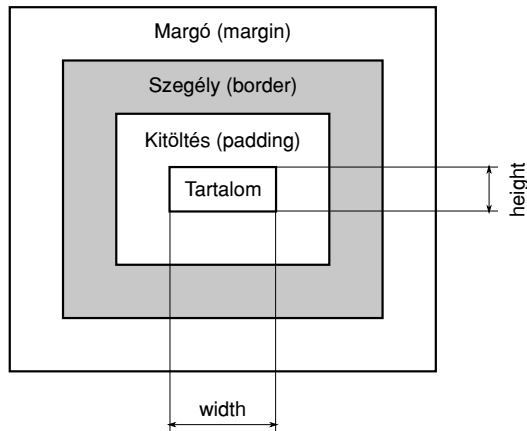 Margó (margin)
Szegély (border)
Kitöltés (padding)
Tartalom
height
width